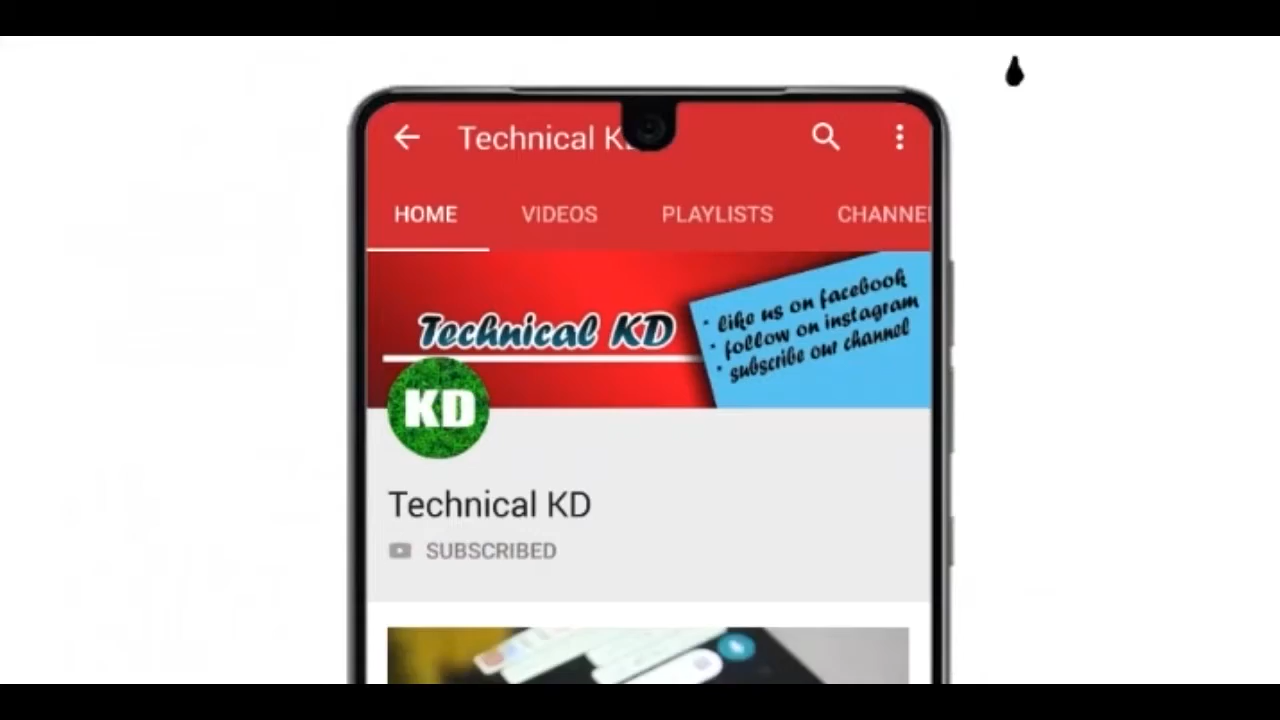 Technical K
HOME VIDEOS PLAYLISTS CHANNE
Technical KD
• like us on facebook
• follow on instagram
• subscribe our channel
KD
Technical KD
SUBSCRIBED